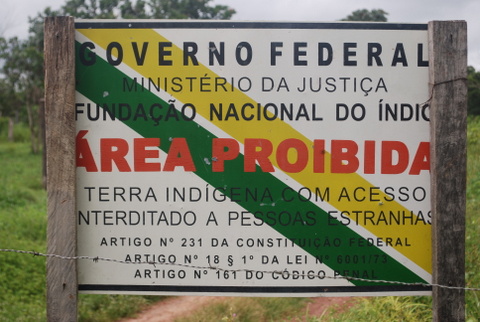 GOVERNO FEDERAL
MINISTÉRIO DA JUSTIÇA
FUNDAÇÃO NACIONAL DO ÍNDIO
ÁREA PROIBIDA
TERRA INDÍGENA COM ACESSO
INTERDITADO A PESSOAS ESTRANHAS
ARTIGO Nº 231 DA CONSTITUIÇÃO FEDERAL
ARTIGO Nº 18 § 1º DA LEI Nº 6001/73
ARTIGO Nº 161 DO CÓDIGO PENAL